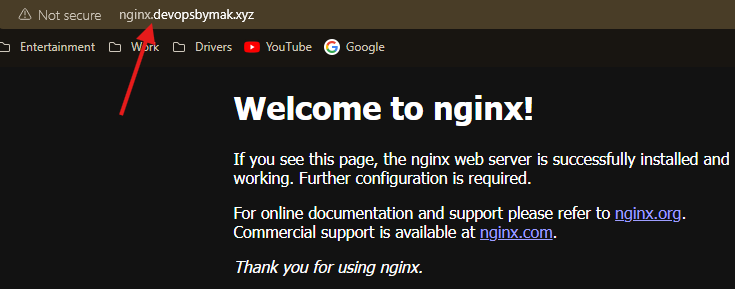 Not secure nginx.devopsbymak.xyz
Entertainment Work Drivers YouTube Google
Welcome to nginx!
If you see this page, the nginx web server is successfully installed and
working. Further configuration is required.
For online documentation and support please refer to nginx.org.
Commercial support is available at nginx.com.
Thank you for using nginx.